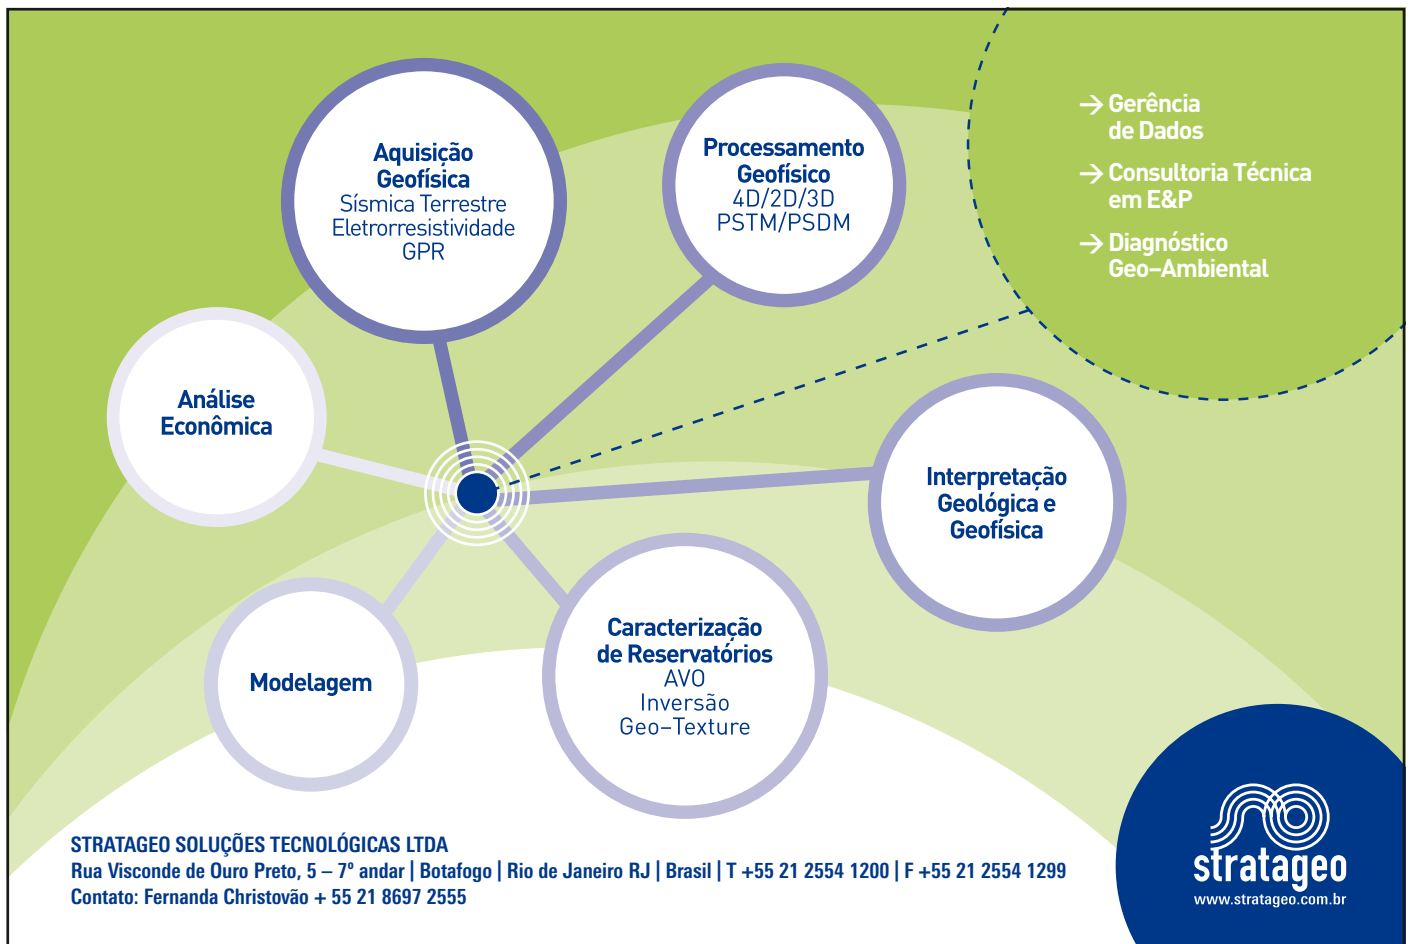 Aquisição
Geofísica
Sísmica Terrestre
Eletrorresistividade
GPR
Processamento
Geofísico
4D/2D/3D
PSTM/PSDM
→ Gerência
de Dados
→ Consultoria Técnica
em E&P
→ Diagnóstico
Geo–Ambiental
Análise
Econômica
Interpretação
Geológica e
Geofísica
Modelagem
Caracterização
de Reservatórios
AVO
Inversão
Geo–Texture
STRATAGEO SOLUÇÕES TECNOLÓGICAS LTDA
Rua Visconde de Ouro Preto, 5 – 7º andar | Botafogo | Rio de Janeiro RJ | Brasil | T +55 21 2554 1200 | F +55 21 2554 1299
Contato: Fernanda Christovão + 55 21 8697 2555
stratageo
www.stratageo.com.br